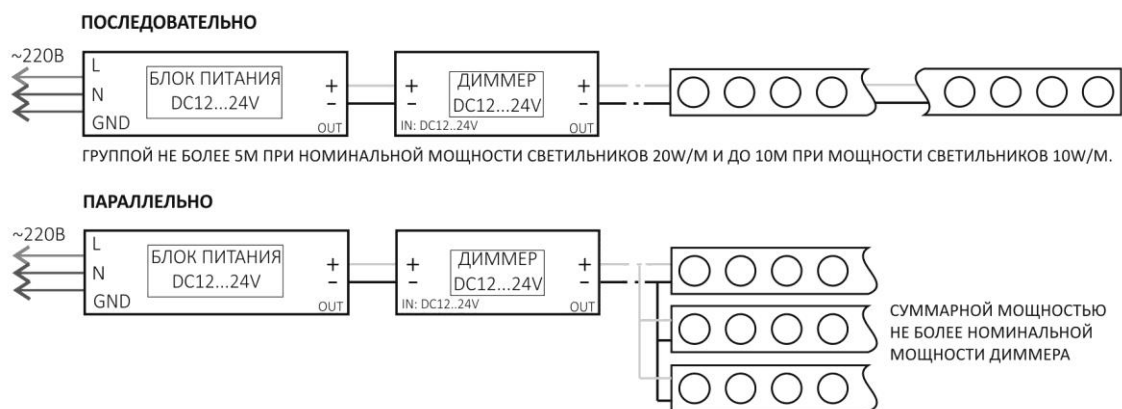 ПОСЛЕДОВАТЕЛЬНО
~220В
L
N
GND
БЛОК ПИТАНИЯ
DC12...24V
+
-
OUT
+
-
IN: DC12..24V
ДИММЕР
DC12...24V
+
-
OUT
ГРУППОЙ НЕ БОЛЕЕ 5М ПРИ НОМИНАЛЬНОЙ МОЩНОСТИ СВЕТИЛЬНИКОВ 20W/М И ДО 10М ПРИ МОЩНОСТИ СВЕТИЛЬНИКОВ 10W/М.
ПАРАЛЛЕЛЬНО
~220В
L
N
GND
БЛОК ПИТАНИЯ
DC12...24V
+
-
OUT
+
-
IN: DC12..24V
ДИММЕР
DC12...24V
+
-
OUT
СУММАРНОЙ МОЩНОСТЬЮ
НЕ БОЛЕЕ НОМИНАЛЬНОЙ
МОЩНОСТИ ДИММЕРА